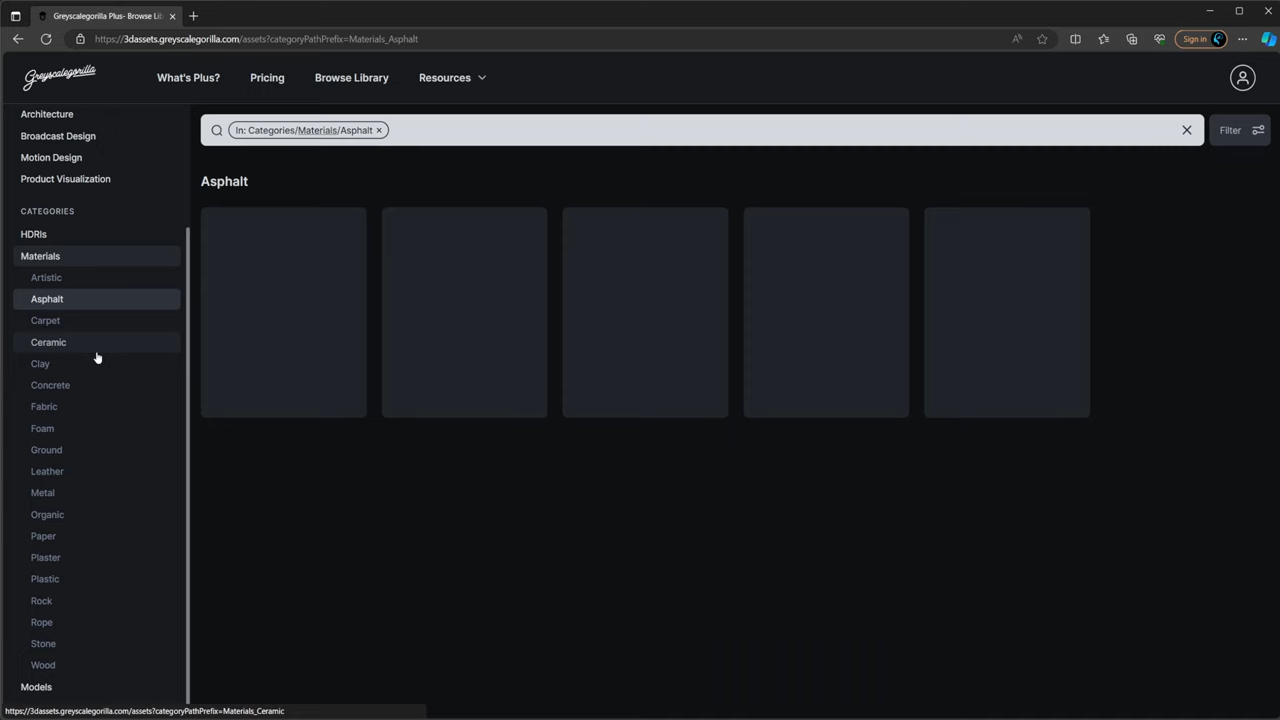 Greyscalegorilla Plus- Browse Lib
https://3dassets.greyscalegorilla.com/assets?categoryPathPrefix=Materials_Asphalt
Sign in
Greyscalegorilla
What's Plus?
Pricing
Browse Library
Resources
Architecture
Broadcast Design
Motion Design
Product Visualization
CATEGORIES
HDRIs
Materials
Artistic
Asphalt
Carpet
Ceramic
Clay
Concrete
Fabric
Foam
Ground
Leather
Metal
Organic
Paper
Plaster
Plastic
Rock
Rope
Stone
Wood
Models
In: Categories/Materials/Asphalt ×
Filter
Asphalt
https://3dassets.greyscalegorilla.com/assets?categoryPathPrefix=Materials_Ceramic